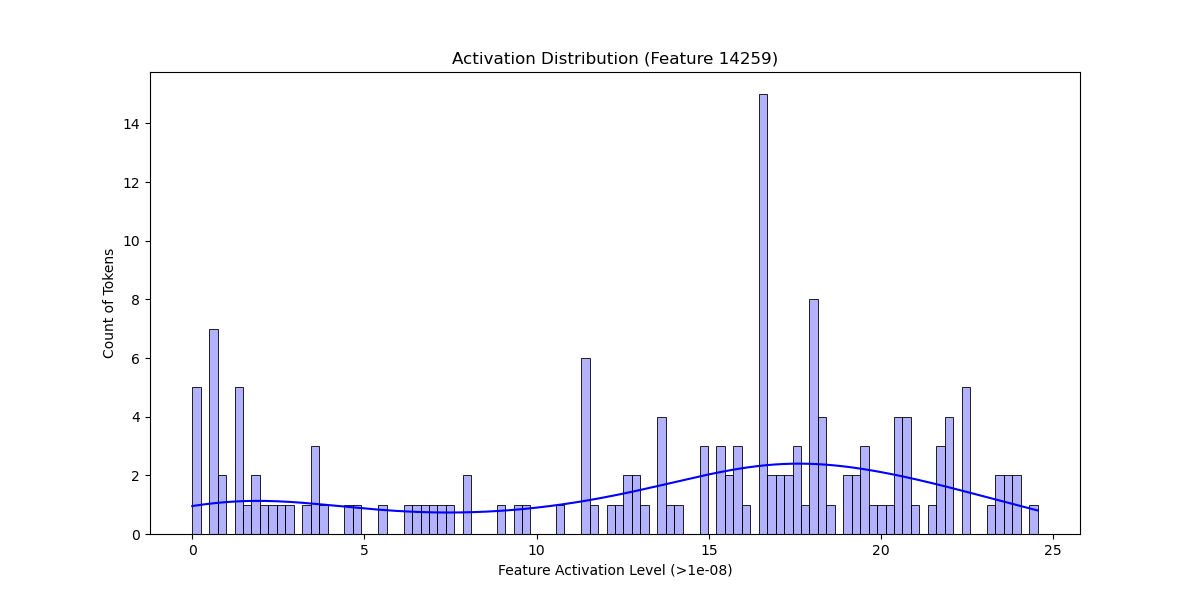 Activation Distribution (Feature 14259)
14
12
10
8
6
4
2
0
Count of Tokens
0 5 10 15 20 25
Feature Activation Level (>1e-08)